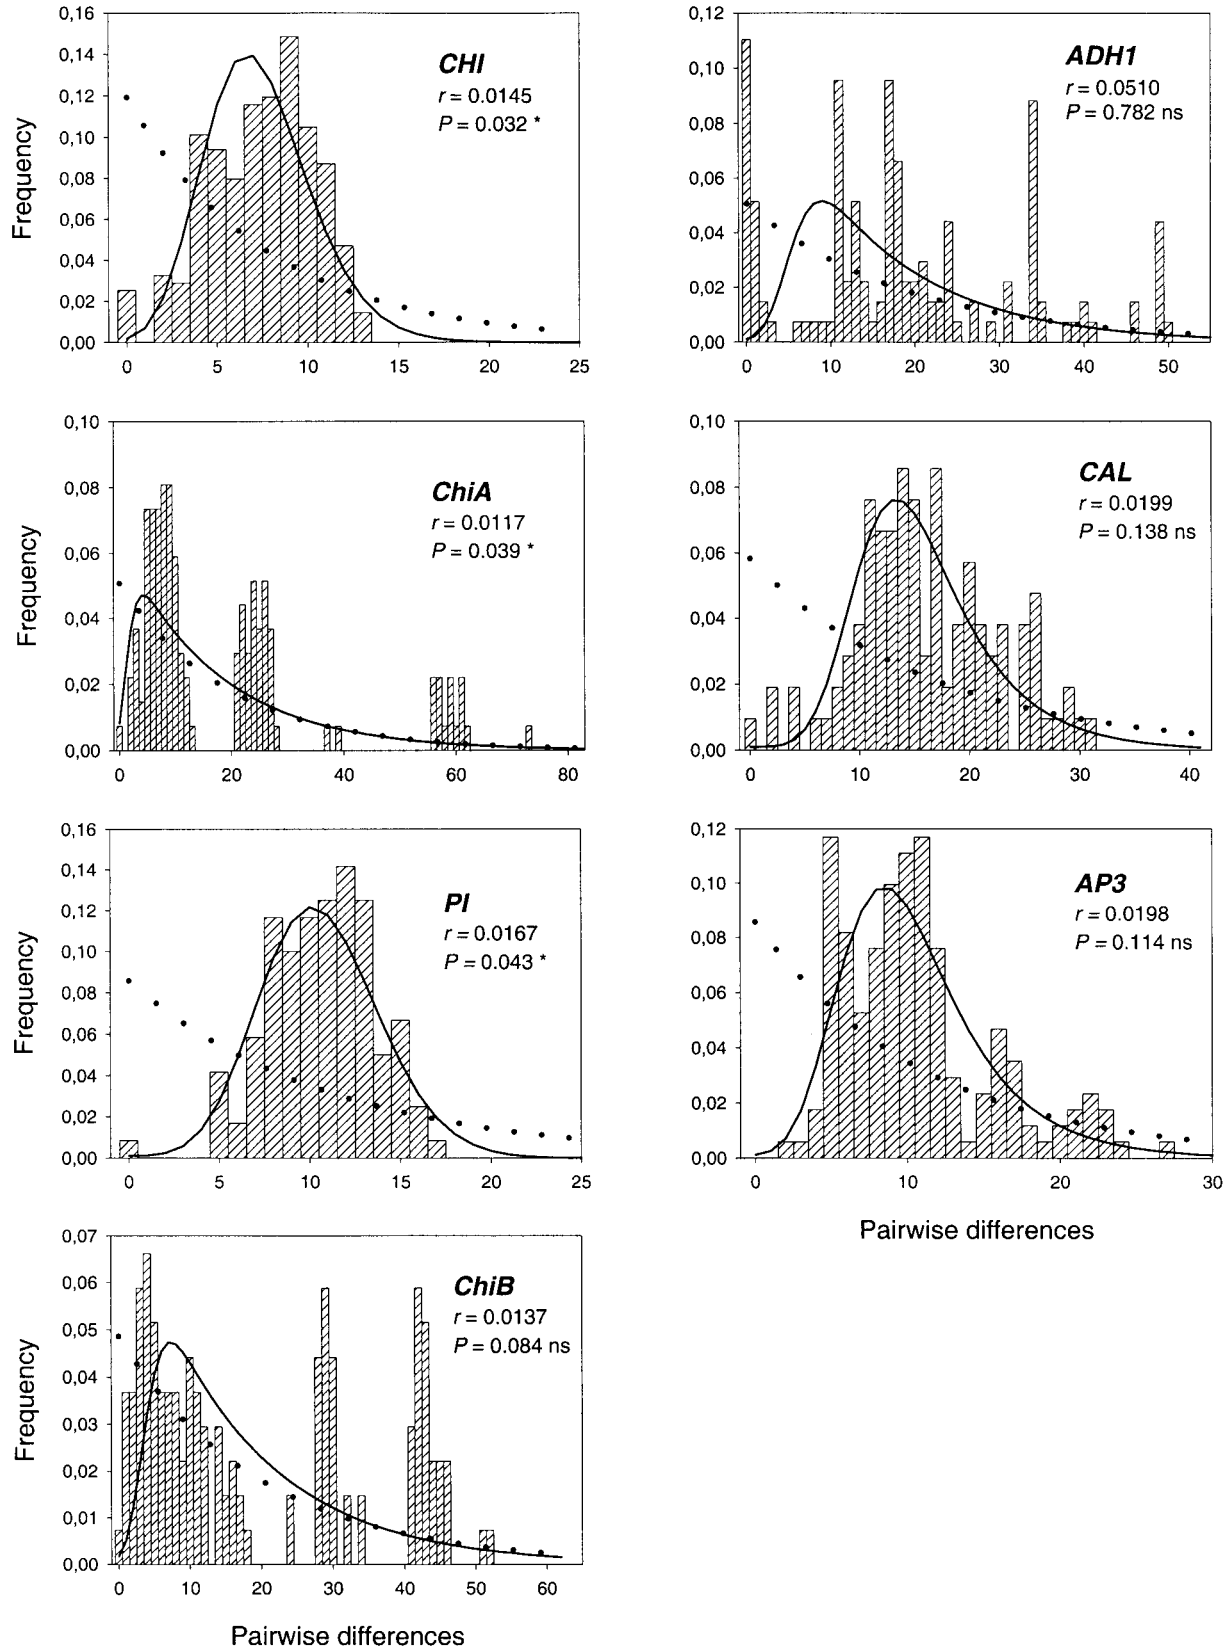 CHI
r = 0.0145
P = 0.032 *
Frequency
0,16
0,14
0,12
0,10
0,08
0,06
0,04
0,02
0,00
0 5 10 15 20 25
ADH1
r = 0.0510
P = 0.782 ns
0,12
0,10
0,08
0,06
0,04
0,02
0,00
0 10 20 30 40 50
ChiA
r = 0.0117
P = 0.039 *
Frequency
0,10
0,08
0,06
0,04
0,02
0,00
0 20 40 60 80
CAL
r = 0.0199
P = 0.138 ns
0,10
0,08
0,06
0,04
0,02
0,00
0 10 20 30 40
PI
r = 0.0167
P = 0.043 *
Frequency
0,16
0,14
0,12
0,10
0,08
0,06
0,04
0,02
0,00
0 5 10 15 20 25
AP3
r = 0.0198
P = 0.114 ns
0,12
0,10
0,08
0,06
0,04
0,02
0,00
0 10 20 30
Pairwise differences
ChiB
r = 0.0137
P = 0.084 ns
Frequency
0,07
0,06
0,05
0,04
0,03
0,02
0,01
0,00
0 10 20 30 40 50 60
Pairwise differences